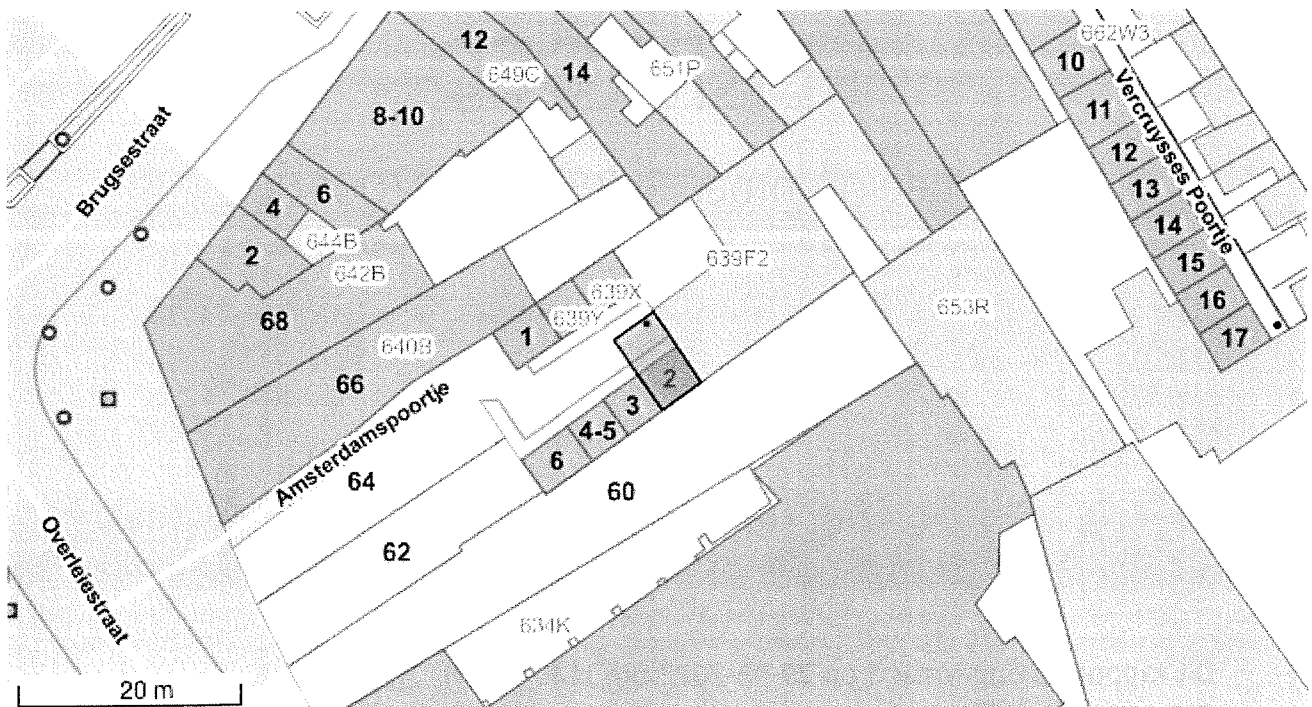 12
649C
14
651P
8-10
662W3
10
Vercruysses Poortje
11
12
13
14
15
16
17
Brugsestraat
6
4
2
644B
642B
639F2
639X
639Y
653R
68
1
640B
66
2
3
4-5
6
Amsterdamspoortje
64
60
62
Overleiestraat
634K
20 m